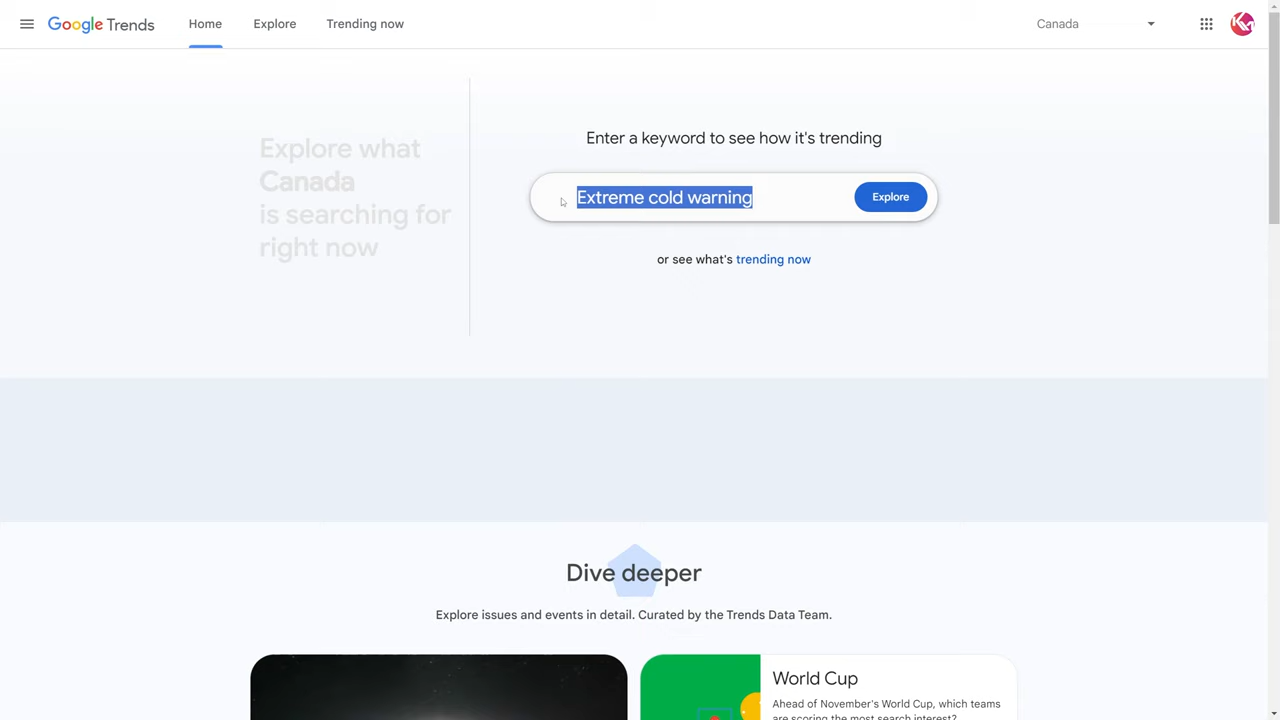 Google Trends
Home
Explore
Trending now
Canada
Explore what
Canada
is searching for
right now
Enter a keyword to see how it's trending
Extreme cold warning
Explore
or see what's trending now
Dive deeper
Explore issues and events in detail. Curated by the Trends Data Team.
World Cup
Ahead of November's World Cup, which teams
are scoring the most search interest?